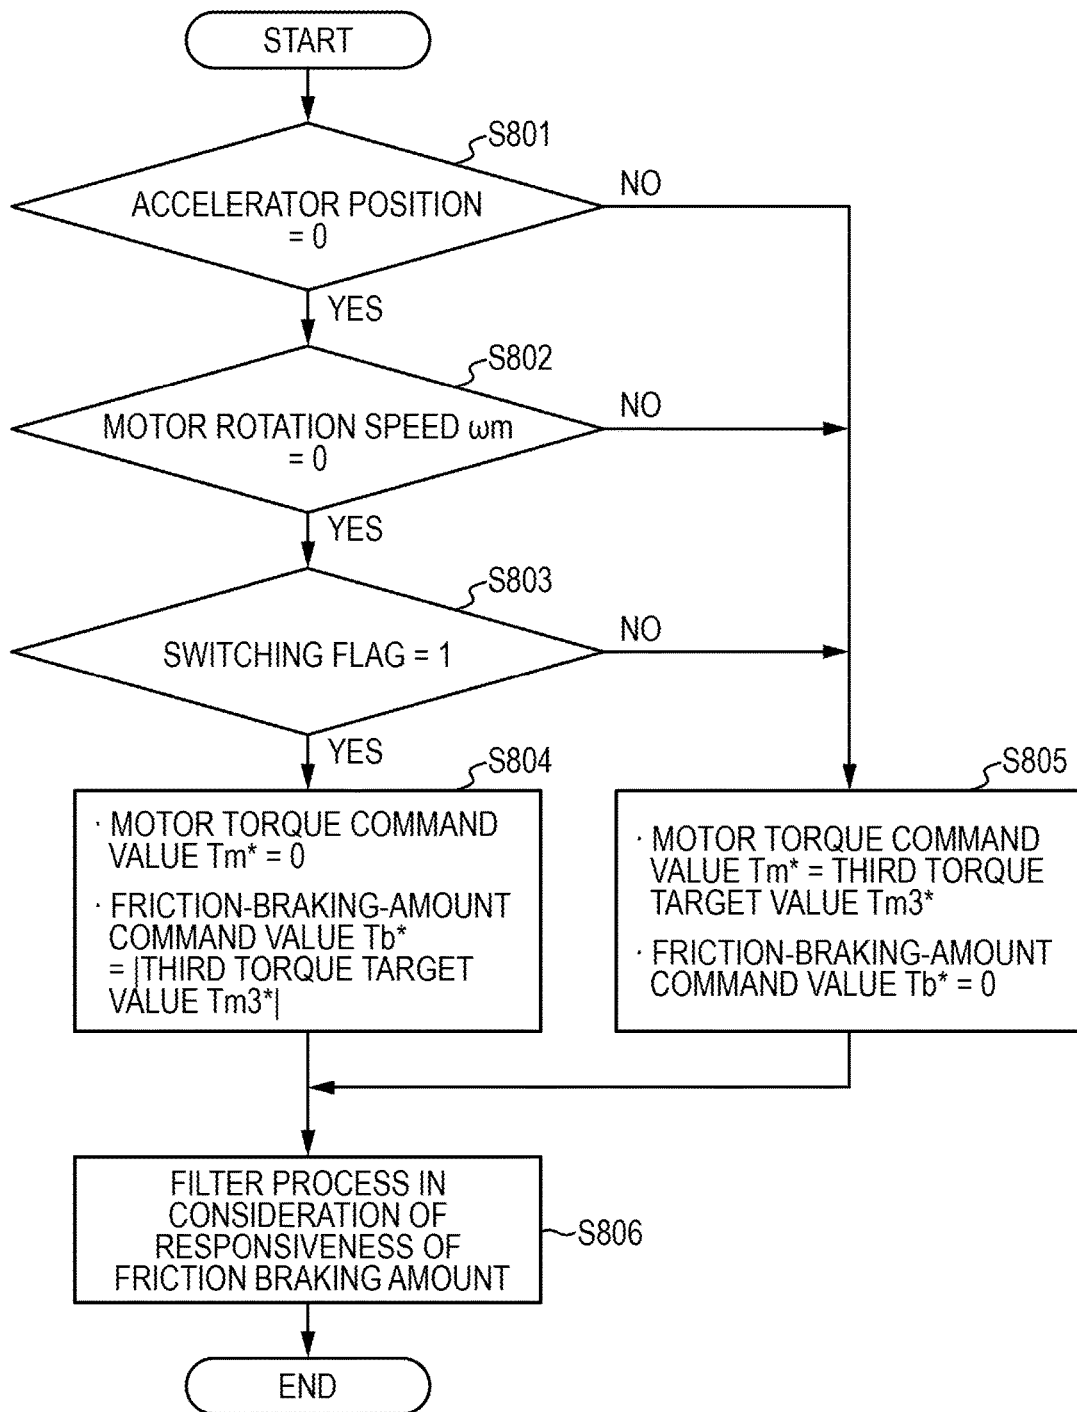 START
S801
ACCELERATOR POSITION
= 0
NO
YES
S802
MOTOR ROTATION SPEED ωm
= 0
NO
YES
S803
SWITCHING FLAG = 1
NO
YES
S804
· MOTOR TORQUE COMMAND
VALUE Tm* = 0
· FRICTION-BRAKING-AMOUNT
COMMAND VALUE Tb*
= |THIRD TORQUE TARGET
VALUE Tm3*|
S805
· MOTOR TORQUE COMMAND
VALUE Tm* = THIRD TORQUE
TARGET VALUE Tm3*
· FRICTION-BRAKING-AMOUNT
COMMAND VALUE Tb* = 0
FILTER PROCESS IN
CONSIDERATION OF
RESPONSIVENESS OF
FRICTION BRAKING AMOUNT
S806
END